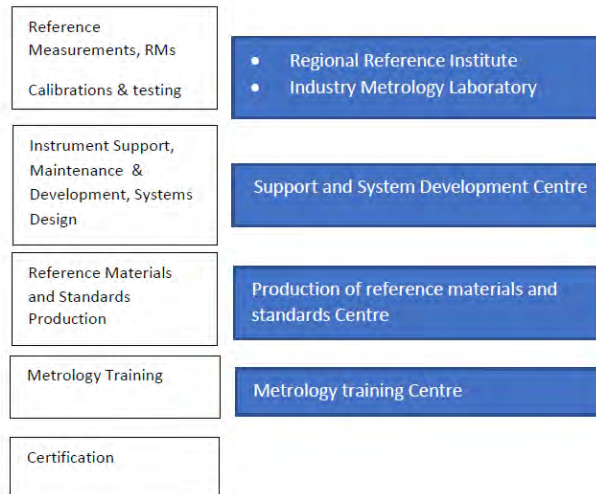 Reference
Measurements, RMs
Calibrations & testing
• Regional Reference Institute
• Industry Metrology Laboratory
Instrument Support,
Maintenance &
Development, Systems
Design
Support and System Development Centre
Reference Materials
and Standards
Production
Production of reference materials and
standards Centre
Metrology Training
Metrology training Centre
Certification